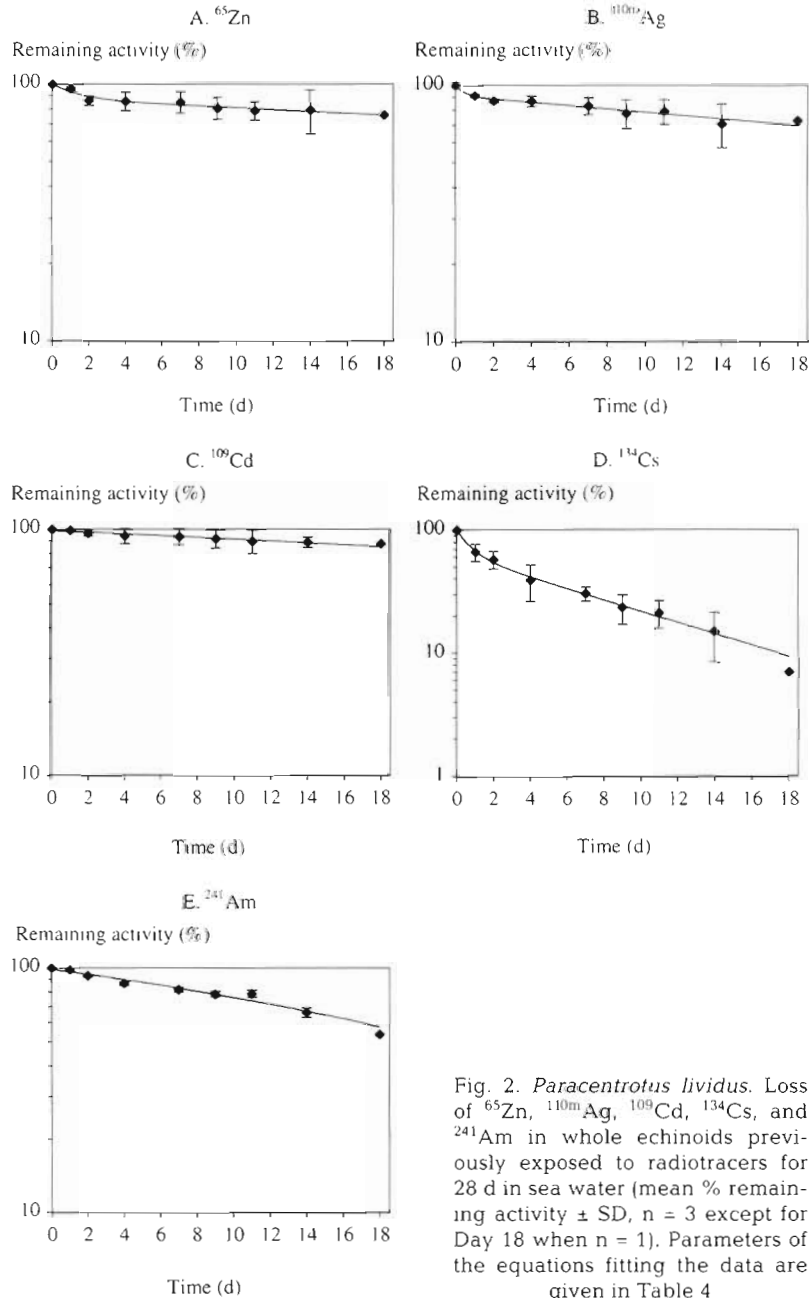 A. ⁶⁵Zn
Remaining activity (%)
100
10
0 2 4 6 8 10 12 14 16 18
Time (d)
B. ¹¹⁰ᵐAg
Remaining activity (%)
100
10
0 2 4 6 8 10 12 14 16 18
Time (d)
C. ¹⁰⁹Cd
Remaining activity (%)
100
10
0 2 4 6 8 10 12 14 16 18
Time (d)
D. ¹³⁴Cs
Remaining activity (%)
100
10
1
0 2 4 6 8 10 12 14 16 18
Time (d)
E. ²⁴¹Am
Remaining activity (%)
100
10
0 2 4 6 8 10 12 14 16 18
Time (d)
Fig. 2. Paracentrotus lividus. Loss
of ⁶⁵Zn, ¹¹⁰ᵐAg, ¹⁰⁹Cd, ¹³⁴Cs, and
²⁴¹Am in whole echinoids previ-
ously exposed to radiotracers for
28 d in sea water (mean % remain-
ing activity ± SD, n = 3 except for
Day 18 when n = 1). Parameters of
the equations fitting the data are
given in Table 4